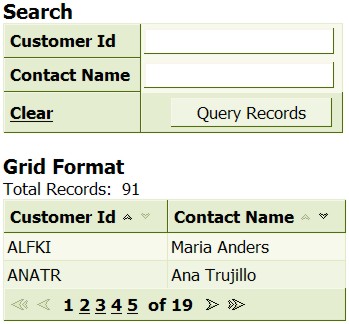 Search
Customer Id
Contact Name
Clear Query Records
Grid Format
Total Records: 91
Customer Id Contact Name
ALFKI Maria Anders
ANATR Ana Trujillo
1 2 3 4 5 of 19